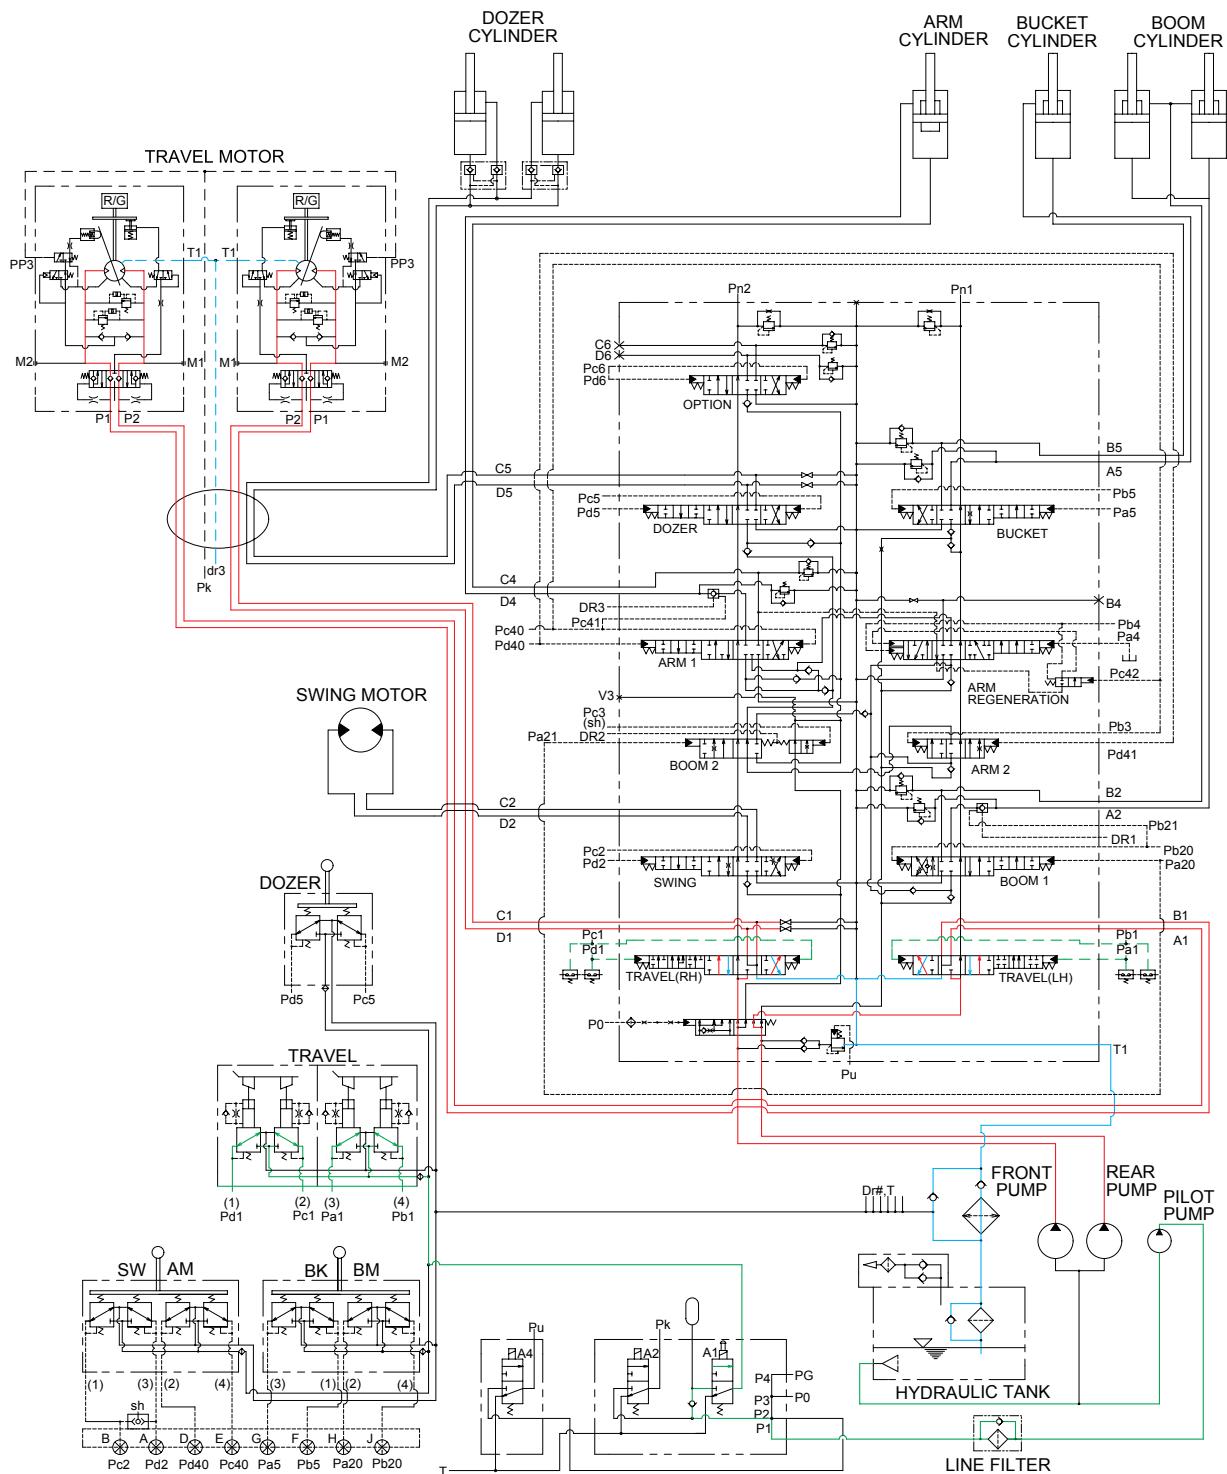 DOZER
CYLINDER
ARM
CYLINDER
BUCKET
CYLINDER
BOOM
CYLINDER
TRAVEL MOTOR
R/G
R/G
T1
T1
PP3
PP3
M2
M1
M1
M2
P1
P2
P2
P1
Pn2
Pn1
C6
D6
Pc6
Pd6
OPTION
C5
D5
B5
A5
Pc5
Pd5
DOZER
Pb5
Pa5
BUCKET
dr3
Pk
C4
D4
DR3
Pc41
Pc40
Pd40
ARM 1
B4
Pb4
Pa4
Pc42
ARM
REGENERATION
SWING MOTOR
V3
Pc3
(sh)
DR2
Pa21
BOOM 2
Pb3
Pd41
ARM 2
C2
D2
B2
A2
Pb21
DR1
Pc2
Pd2
SWING
Pb20
Pa20
BOOM 1
DOZER
Pd5
Pc5
C1
D1
B1
A1
Pc1
Pd1
TRAVEL(RH)
Pb1
Pa1
TRAVEL(LH)
P0
T1
Pu
TRAVEL
(1)
Pd1
(2)
Pc1
(3)
Pa1
(4)
Pb1
Dr#,T
FRONT
PUMP
REAR
PUMP
PILOT
PUMP
SW
AM
BK
BM
(1)
(3)
(2)
(4)
(3)
(1)
(2)
(4)
sh
B
A
D
E
G
F
H
J
Pc2
Pd2
Pd40
Pc40
Pa5
Pb5
Pa20
Pb20
Pu
A4
Pk
A2
A1
P4
PG
P3
P0
P2
P1
T
HYDRAULIC TANK
LINE FILTER